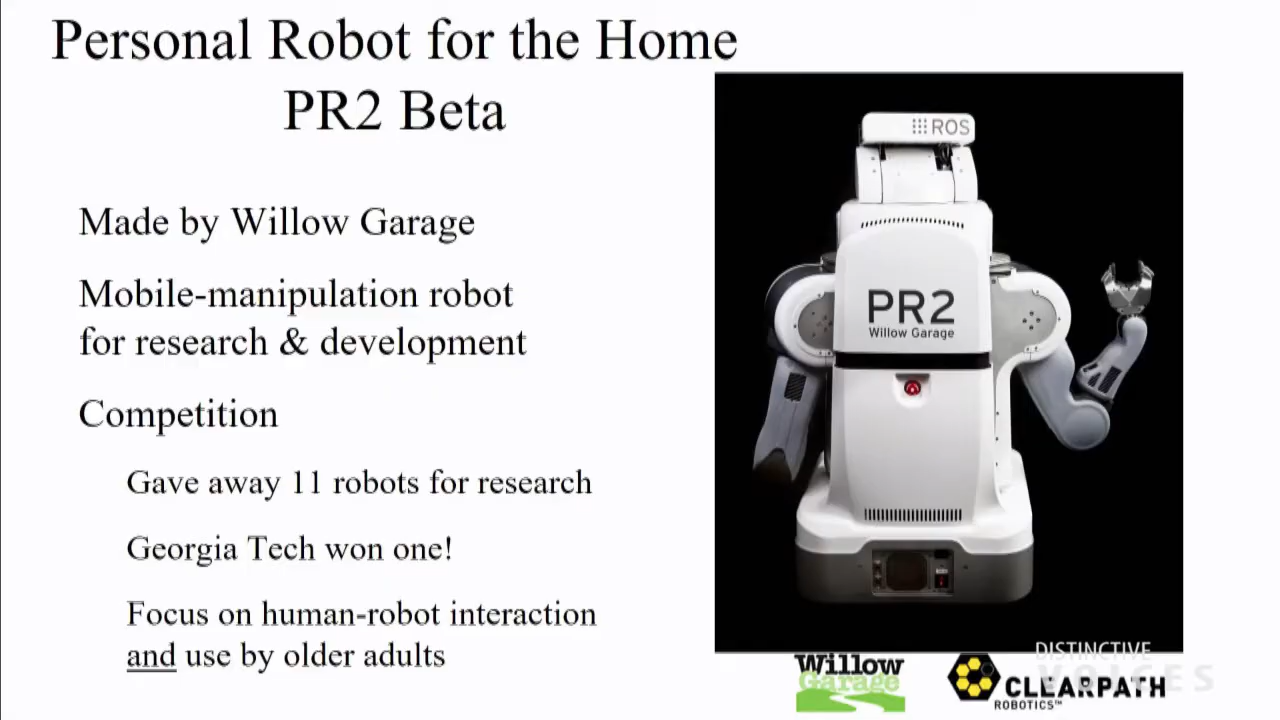 Personal Robot for the Home
PR2 Beta
Made by Willow Garage
Mobile-manipulation robot
for research & development
Competition
Gave away 11 robots for research
Georgia Tech won one!
Focus on human-robot interaction
and use by older adults
ROS
PR2
Willow Garage
Willow
Garage
CLEARPATH
ROBOTICS™
DISTINCTIVE
VOICES